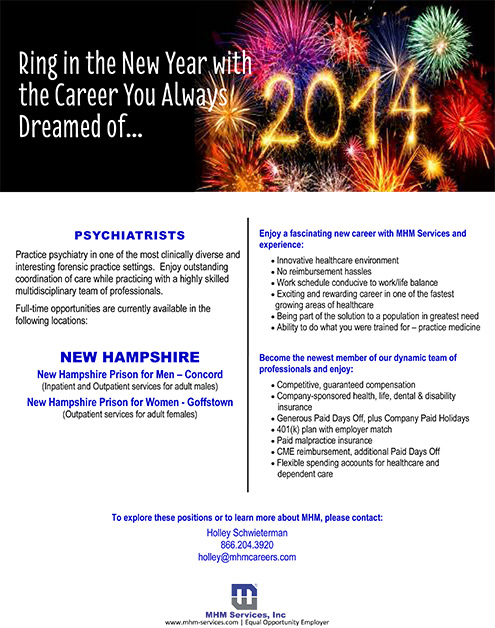 Ring in the New Year with
the Career You Always
Dreamed of...
2014
PSYCHIATRISTS
Practice psychiatry in one of the most clinically diverse and
interesting forensic practice settings.  Enjoy outstanding
coordination of care while practicing with a highly skilled
multidisciplinary team of professionals.
Full-time opportunities are currently available in the
following locations:
NEW HAMPSHIRE
New Hampshire Prison for Men – Concord
(Inpatient and Outpatient services for adult males)
New Hampshire Prison for Women - Goffstown
(Outpatient services for adult females)
Enjoy a fascinating new career with MHM Services and
experience:
• Innovative healthcare environment
• No reimbursement hassles
• Work schedule conducive to work/life balance
• Exciting and rewarding career in one of the fastest
growing areas of healthcare
• Being part of the solution to a population in greatest need
• Ability to do what you were trained for – practice medicine
Become the newest member of our dynamic team of
professionals and enjoy:
• Competitive, guaranteed compensation
• Company-sponsored health, life, dental & disability
insurance
• Generous Paid Days Off, plus Company Paid Holidays
• 401(k) plan with employer match
• Paid malpractice insurance
• CME reimbursement, additional Paid Days Off
• Flexible spending accounts for healthcare and
dependent care
To explore these positions or to learn more about MHM, please contact:
Holley Schwieterman
866.204.3920
holley@mhmcareers.com
MHM Services, Inc
www.mhm-services.com | Equal Opportunity Employer